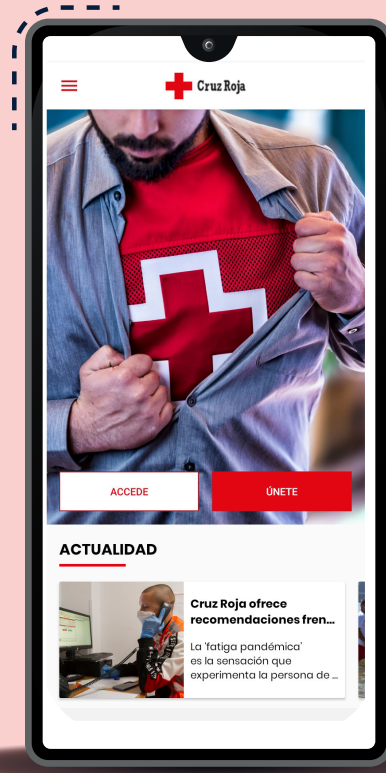 Cruz Roja
ACCEDE
ÚNETE
ACTUALIDAD
Cruz Roja ofrece
recomendaciones fren...
La 'fatiga pandémica'
es la sensación que
experimenta la persona de ...